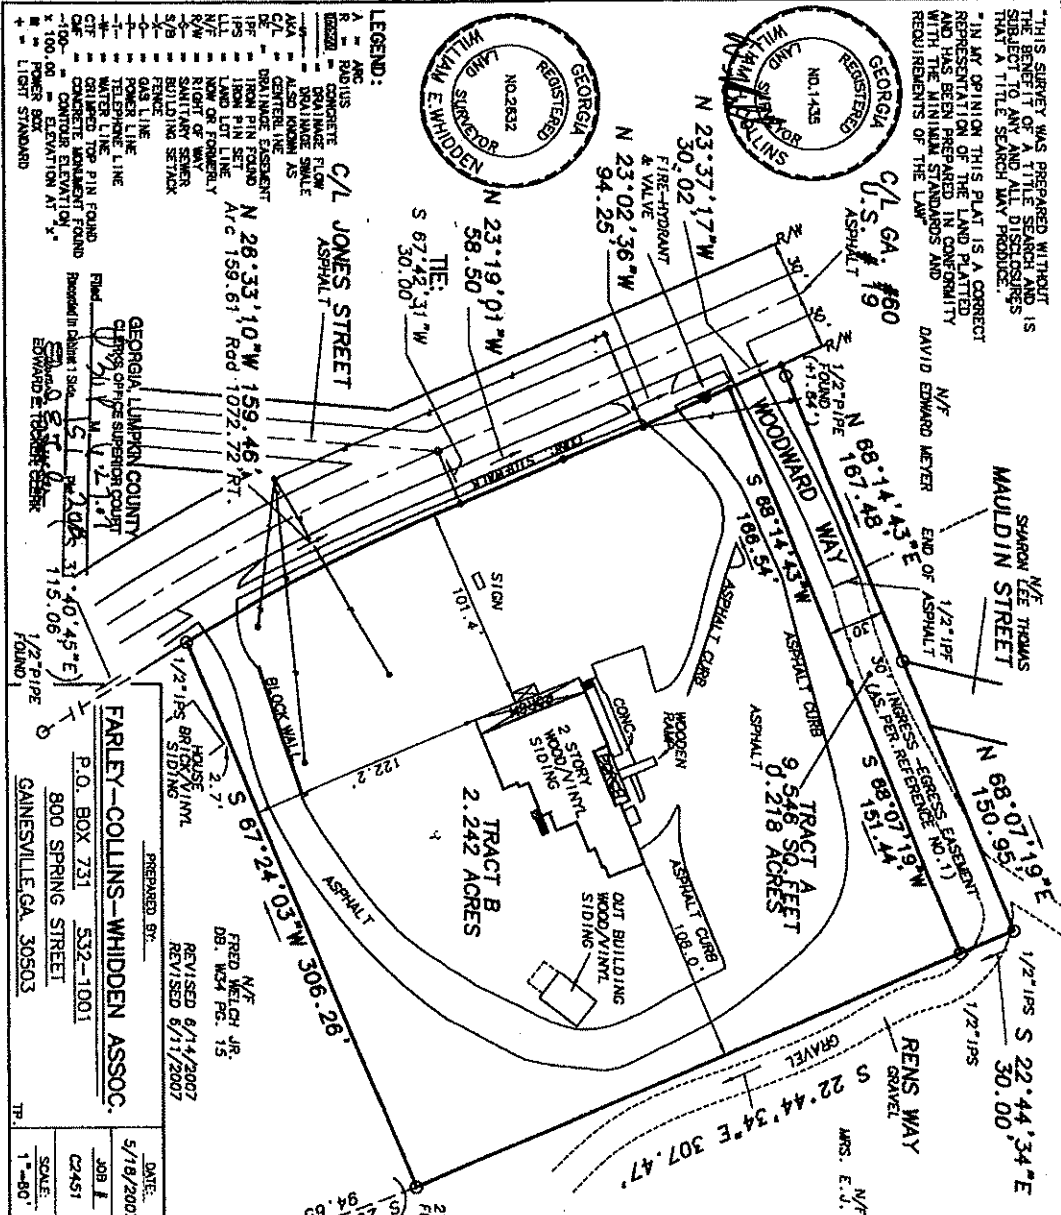 "THIS SURVEY WAS PREPARED WITHOUT
THE BENEFIT OF A TITLE SEARCH AND IS
SUBJECT TO ANY AND ALL DISCLOSURES
THAT A TITLE SEARCH MAY PRODUCE."
"IN MY OPINION THIS PLAT IS A CORRECT
REPRESENTATION OF THE LAND PLATTED
AND HAS BEEN PREPARED IN CONFORMITY
WITH THE MINIMUM STANDARDS AND
REQUIREMENTS OF THE LAW"
GEORGIA
REGISTERED
NO.1435
LAND
SURVEYOR
GEORGIA
REGISTERED
NO.2632
LAND SURVEYOR
WILLIAM E. WHIDDEN
C/L GA. #60
U.S. # 19
ASPHALT
N/F
DAVID EDWARD MEYER
N/F
SHARON LEE THOMAS
MAULDIN STREET
END OF ASPHALT
1/2"IPF
R/W
30'
30'
R/W
1/2"PIPE
FOUND
(+1.64')
N 68°14'43"E
167.48'
N 68°07'19"E
150.95'
1/2"IPS
S 22°44'34"E
30.00'
1/2"IPS
N 23°37'17"W
30.02'
FIRE-HYDRANT
& VALVE
N 23°02'36"W
94.25'
WOODWARD WAY
S 68°14'43"W
166.54'
30'
30' INGRESS-EGRESS EASEMENT
(AS.PER.REFERENCE NO.1)
S 68°07'19"W
151.44'
ASPHALT CURB
ASPHALT
ASPHALT CURB
TRACT A
9,546 SQ.FEET
0.218 ACRES
RENS WAY
GRAVEL
N/F
MRS. E.J.
GRAVEL
S 22°44'34"E 307.47'
N 23°19'01"W
58.50'
TIE:
S 67°42'31"W
30.00'
CONC. SIDEWALK
SIGN
101.4'
CONC.
WOODEN
RAMP
2 STORY
WOOD/VINYL
SIDING
PORCH
ASPHALT CURB
108.0'
OUT BUILDING
WOOD/VINYL
SIDING
TRACT B
2.242 ACRES
122.2'
C/L JONES STREET
ASPHALT
N 28°33'10"W 159.46'
Arc 159.61' Rad 1072.72'RT.
BLOCK WALL
ASPHALT
1/2"IPS
BRICK/VINYL
SIDING
HOUSE
2.7'
S 67°24'03"W 306.26'
N/F
FRED WELCH JR.
DB. W34 PG. 15
31°40'45"E
115.06'
1/2"PIPE
FOUND
LEGEND:
A = ARC
R = RADIUS
= CONCRETE
= DRAINAGE FLOW
= DRAINAGE SWALE
AKA = ALSO KNOWN AS
C/L = CENTERLINE
DE = DRAINAGE EASEMENT
IPF = IRON PIN FOUND
IPS = IRON PIN SET
LLL = LAND LOT LINE
N/F = NOW OR FORMERLY
R/W = RIGHT OF WAY
-S- = SANITARY SEWER
S/B = BUILDING SETBACK
= FENCE
-G- = GAS LINE
-P- = POWER LINE
-T- = TELEPHONE LINE
-W- = WATER LINE
CTF = CRIMPED TOP PIN FOUND
CMF = CONCRETE MONUMENT FOUND
-100- = CONTOUR ELEVATION
x 100.00 = ELEVATION AT "x"
= POWER BOX
= LIGHT STANDARD
GEORGIA, LUMPKIN COUNTY
CLERKS OFFICE SUPERIOR COURT
Filed
Recorded in Cabinet 1 Slide
EDWARD E. TUCKER CLERK
REVISED 6/14/2007
REVISED 6/11/2007
PREPARED BY:
FARLEY-COLLINS-WHIDDEN ASSOC.
P.O. BOX 731 532-1001
800 SPRING STREET
GAINESVILLE,GA. 30503
DATE:
JOB #
C2451
SCALE:
1"=80'
TP.